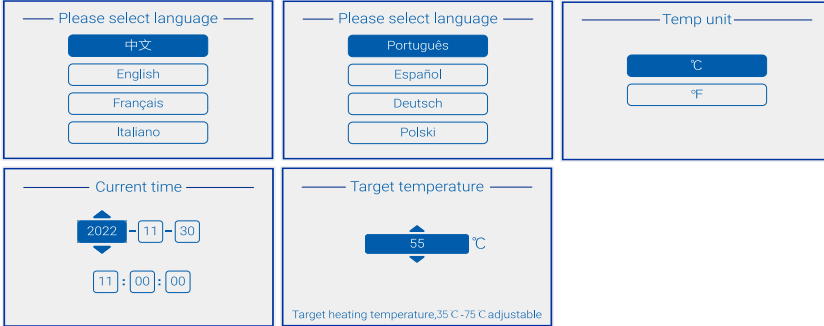 Please select language
中文
English
Français
Italiano
Please select language
Português
Español
Deutsch
Polski
Temp unit
℃
℉
Current time
2022-11-30
11:00:00
Target temperature
55 ℃
Target heating temperature,35℃-75℃ adjustable